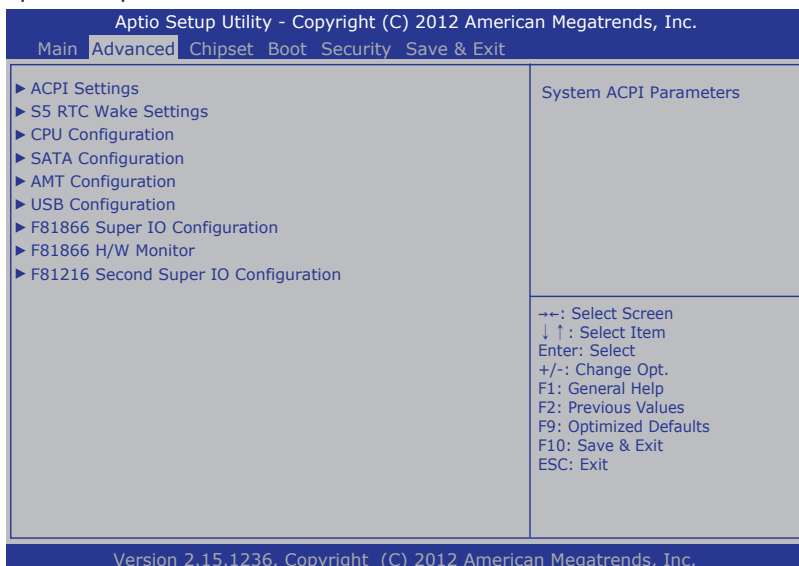 Aptio Setup Utility - Copyright (C) 2012 American Megatrends, Inc.
Main Advanced Chipset Boot Security Save & Exit
► ACPI Settings
► S5 RTC Wake Settings
► CPU Configuration
► SATA Configuration
► AMT Configuration
► USB Configuration
► F81866 Super IO Configuration
► F81866 H/W Monitor
► F81216 Second Super IO Configuration
System ACPI Parameters
→←: Select Screen
↓↑: Select Item
Enter: Select
+/-: Change Opt.
F1: General Help
F2: Previous Values
F9: Optimized Defaults
F10: Save & Exit
ESC: Exit
Version 2.15.1236. Copyright (C) 2012 American Megatrends, Inc.